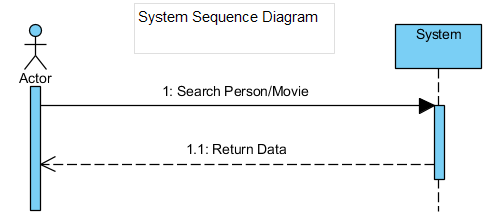 System Sequence Diagram
System
Actor
1: Search Person/Movie
1.1: Return Data